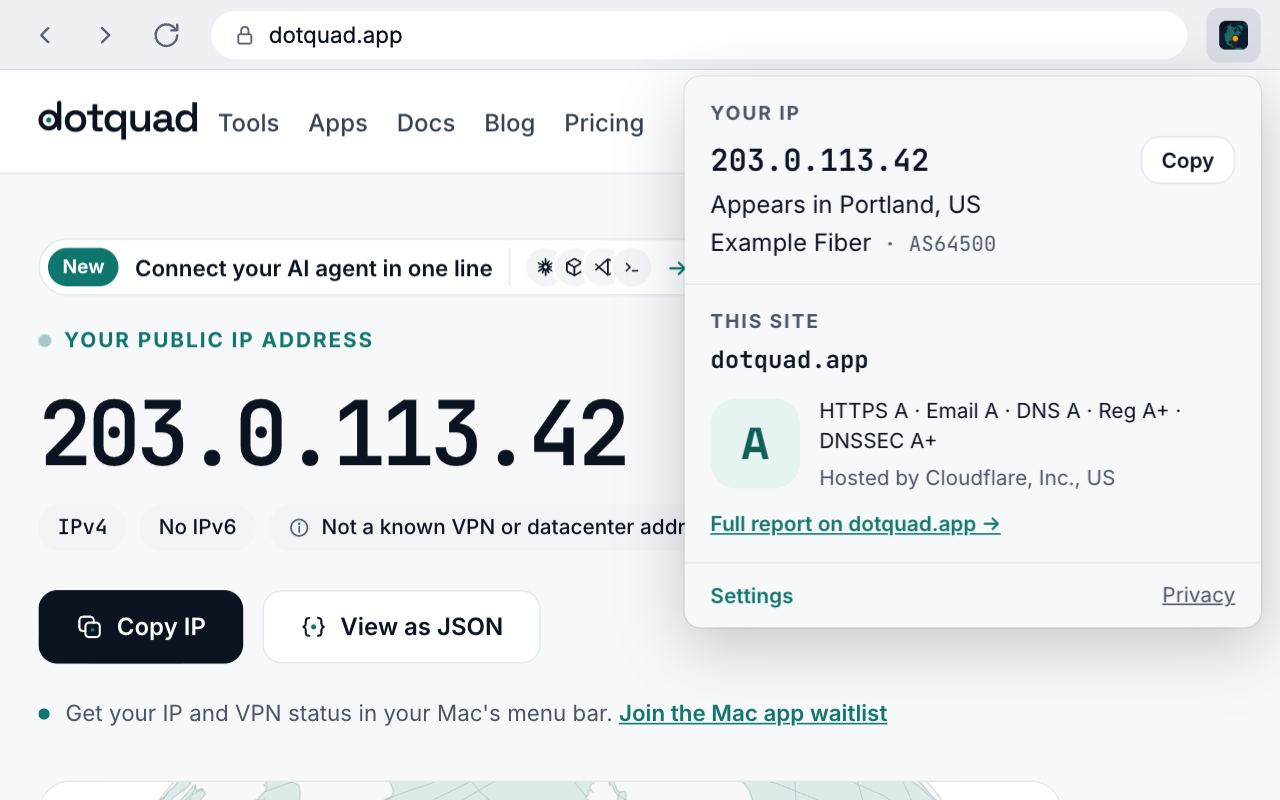 dotquad.app
dotquad Tools Apps Docs Blog Pricing
New Connect your AI agent in one line
YOUR PUBLIC IP ADDRESS
203.0.113.42
IPv4 No IPv6 Not a known VPN or datacenter addr
Copy IP View as JSON
Get your IP and VPN status in your Mac's menu bar. Join the Mac app waitlist
YOUR IP
203.0.113.42 Copy
Appears in Portland, US
Example Fiber · AS64500
THIS SITE
dotquad.app
A
HTTPS A · Email A · DNS A · Reg A+ ·
DNSSEC A+
Hosted by Cloudflare, Inc., US
Full report on dotquad.app →
Settings Privacy